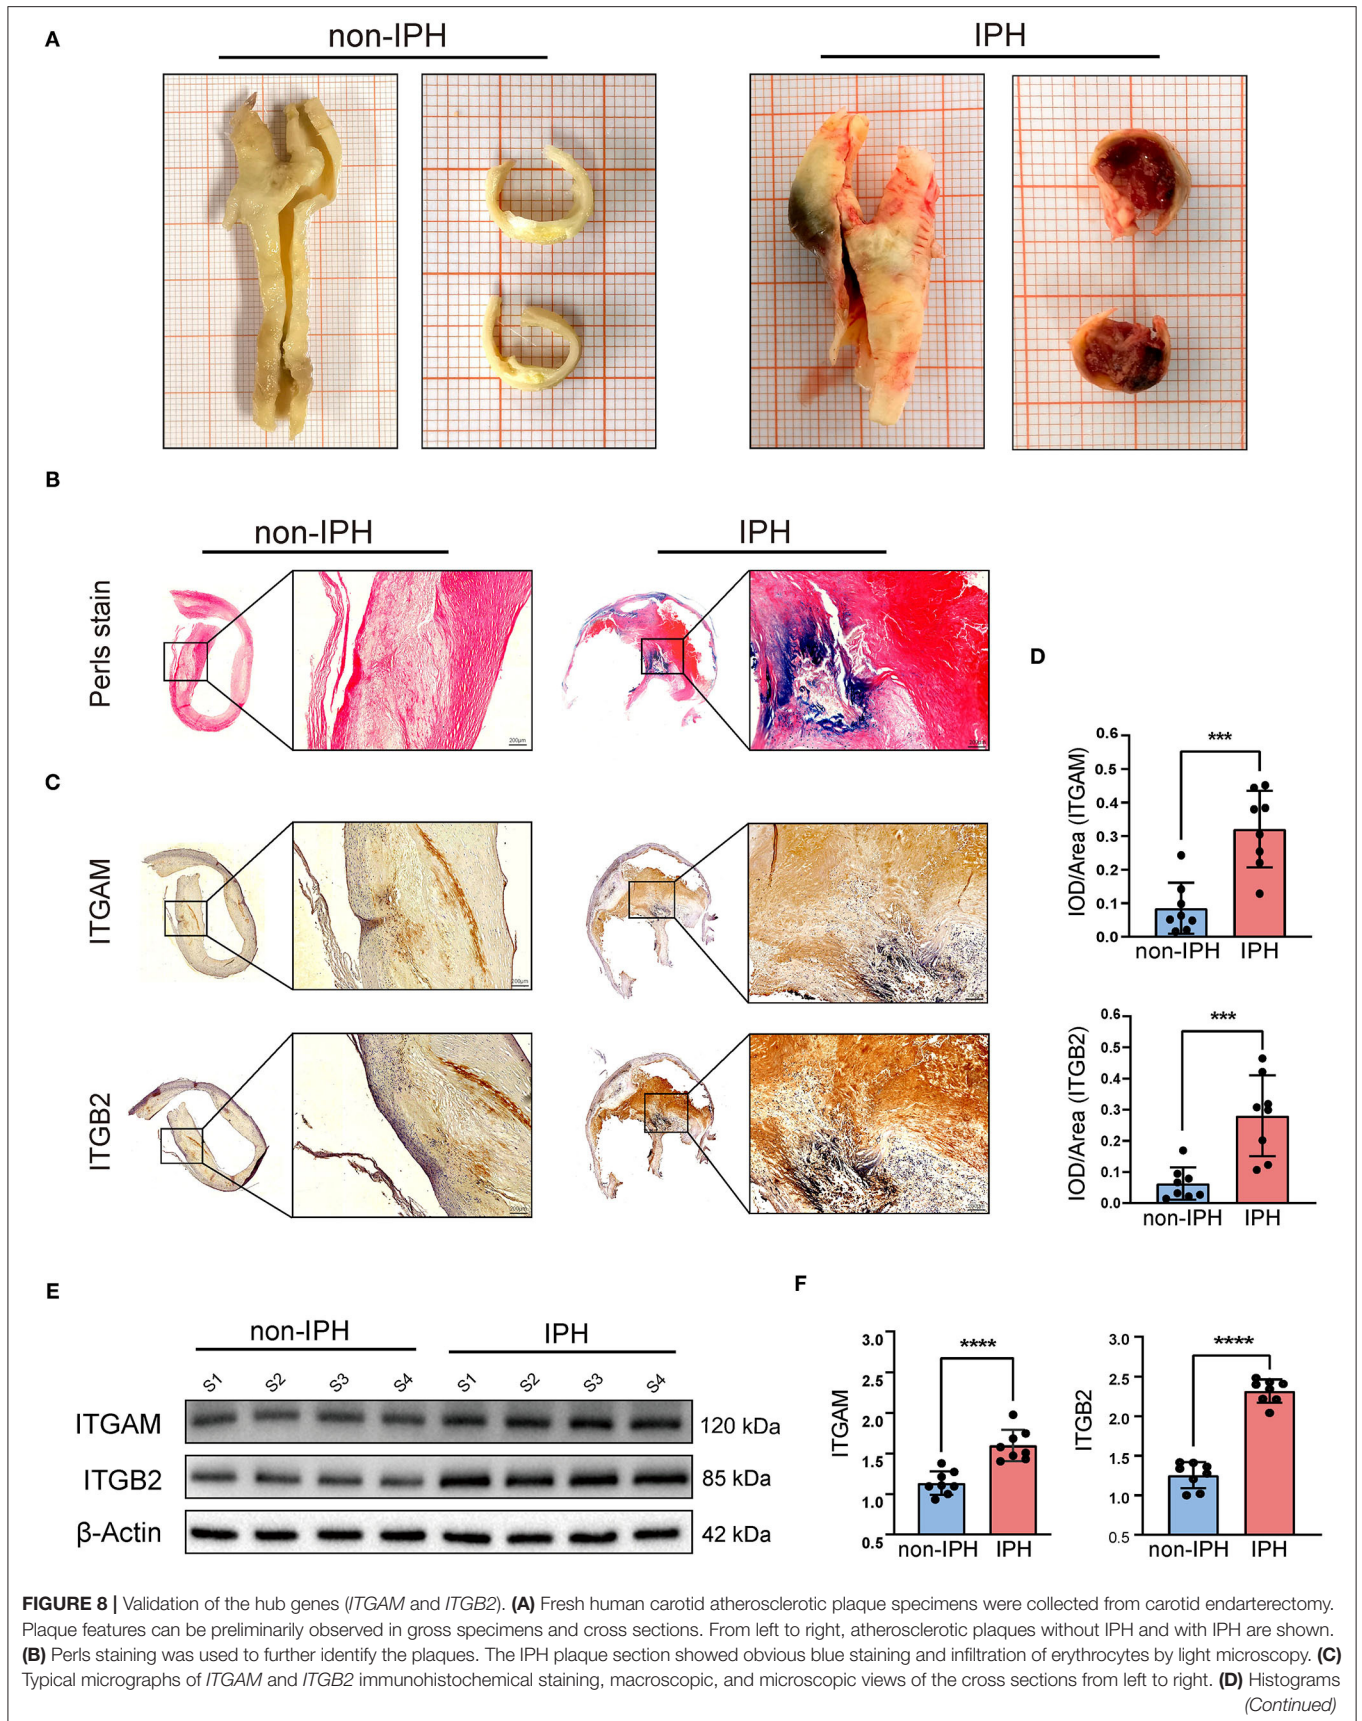 A
non-IPH
IPH
B
non-IPH
IPH
Perls stain
200μm
C
ITGAM
200μm
ITGB2
200μm
D
IOD/Area (ITGAM)
0.6
0.5
0.4
0.3
0.2
0.1
0.0
***
non-IPH
IPH
IOD/Area (ITGB2)
0.6
0.5
0.4
0.3
0.2
0.1
0.0
***
non-IPH
IPH
E
non-IPH
IPH
S1 S2 S3 S4 S1 S2 S3 S4
ITGAM 120 kDa
ITGB2 85 kDa
β-Actin 42 kDa
F
ITGAM
3.0
2.5
2.0
1.5
1.0
0.5
****
non-IPH
IPH
ITGB2
3.0
2.5
2.0
1.5
1.0
0.5
****
non-IPH
IPH
FIGURE 8 | Validation of the hub genes (ITGAM and ITGB2). (A) Fresh human carotid atherosclerotic plaque specimens were collected from carotid endarterectomy.
Plaque features can be preliminarily observed in gross specimens and cross sections. From left to right, atherosclerotic plaques without IPH and with IPH are shown.
(B) Perls staining was used to further identify the plaques. The IPH plaque section showed obvious blue staining and infiltration of erythrocytes by light microscopy. (C)
Typical micrographs of ITGAM and ITGB2 immunohistochemical staining, macroscopic, and microscopic views of the cross sections from left to right. (D) Histograms
(Continued)